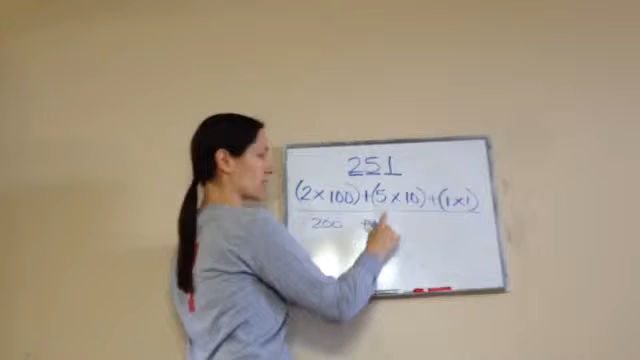 251
(2 x 100) + (5 x 10) + (1 x 1)
200 +